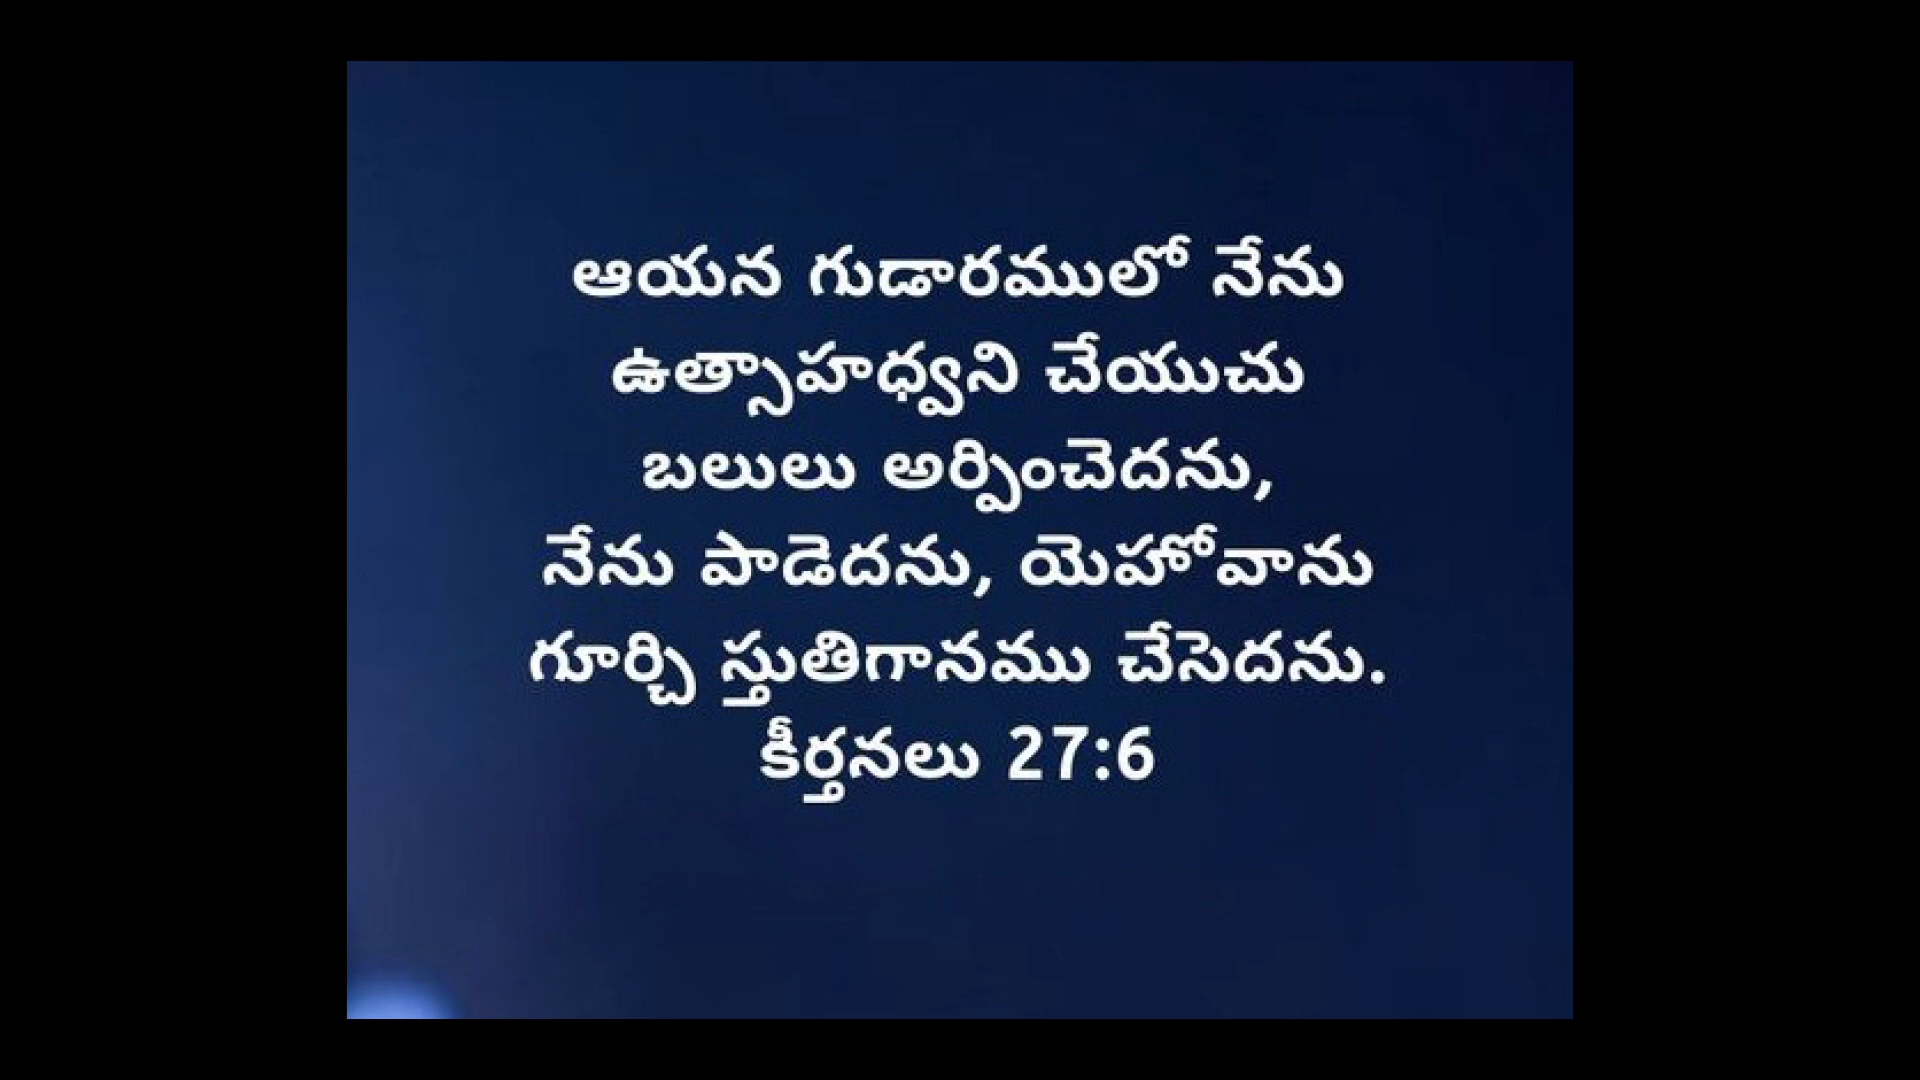 ఆయన గుడారములో నేను
ఉత్సాహధ్వని చేయుచు
బలులు అర్పించెదను,
నేను పాడెదను, యెహోవాను
గూర్చి స్తుతిగానము చేసెదను.
కీర్తనలు 27:6